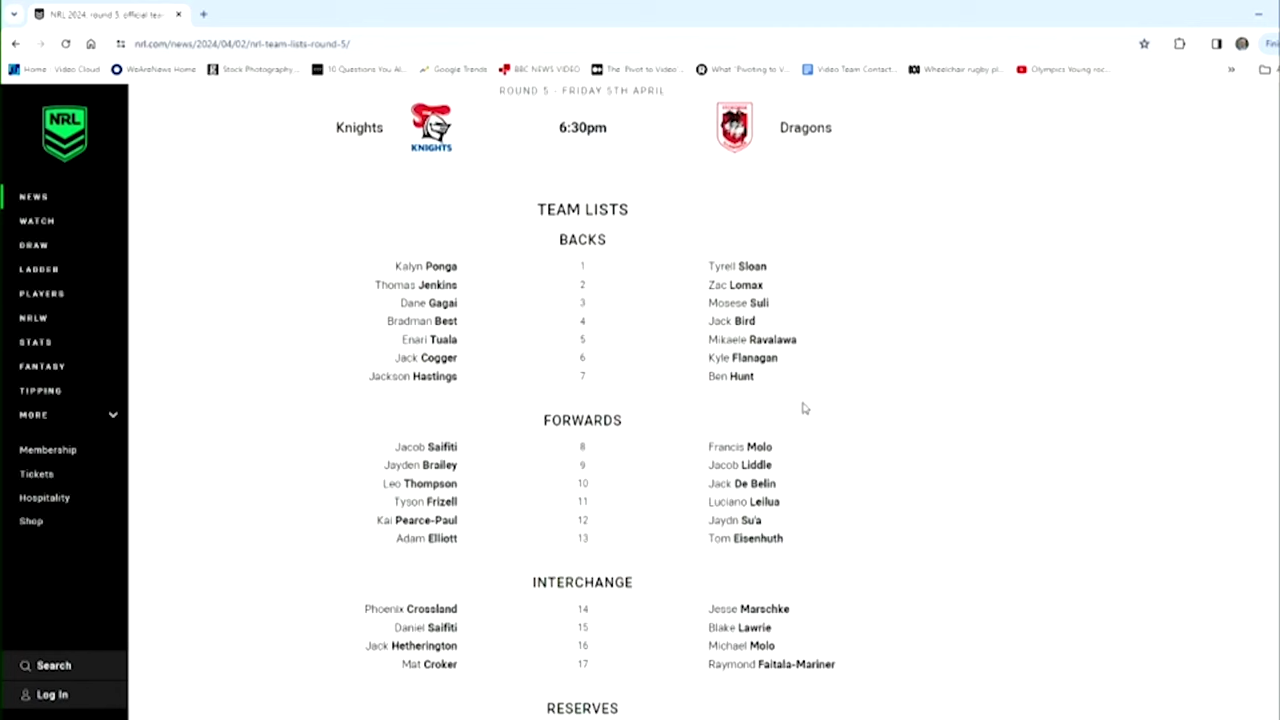 NRL 2024, round 5, official tea
nrl.com/news/2024/04/02/nrl-team-lists-round-5/
Home - Video Cloud WeAreNews Home Stock Photography... 10 Questions You Al... Google Trends BBC NEWS VIDEO The 'Pivot to Video'... What "Pivoting to V... Video Team Contact... Wheelchair rugby pl... Olympics Young roc... »
ROUND 5 - FRIDAY 5TH APRIL
Knights KNIGHTS 6:30pm Dragons
NRL
NEWS
WATCH
DRAW
LADDER
PLAYERS
NRLW
STATS
FANTASY
TIPPING
MORE
Membership
Tickets
Hospitality
Shop
Search
Log In
TEAM LISTS
BACKS
Kalyn Ponga 1 Tyrell Sloan
Thomas Jenkins 2 Zac Lomax
Dane Gagai 3 Mosese Suli
Bradman Best 4 Jack Bird
Enari Tuala 5 Mikaele Ravalawa
Jack Cogger 6 Kyle Flanagan
Jackson Hastings 7 Ben Hunt
FORWARDS
Jacob Saifiti 8 Francis Molo
Jayden Brailey 9 Jacob Liddle
Leo Thompson 10 Jack De Belin
Tyson Frizell 11 Luciano Leilua
Kai Pearce-Paul 12 Jaydn Su'a
Adam Elliott 13 Tom Eisenhuth
INTERCHANGE
Phoenix Crossland 14 Jesse Marschke
Daniel Saifiti 15 Blake Lawrie
Jack Hetherington 16 Michael Molo
Mat Croker 17 Raymond Faitala-Mariner
RESERVES